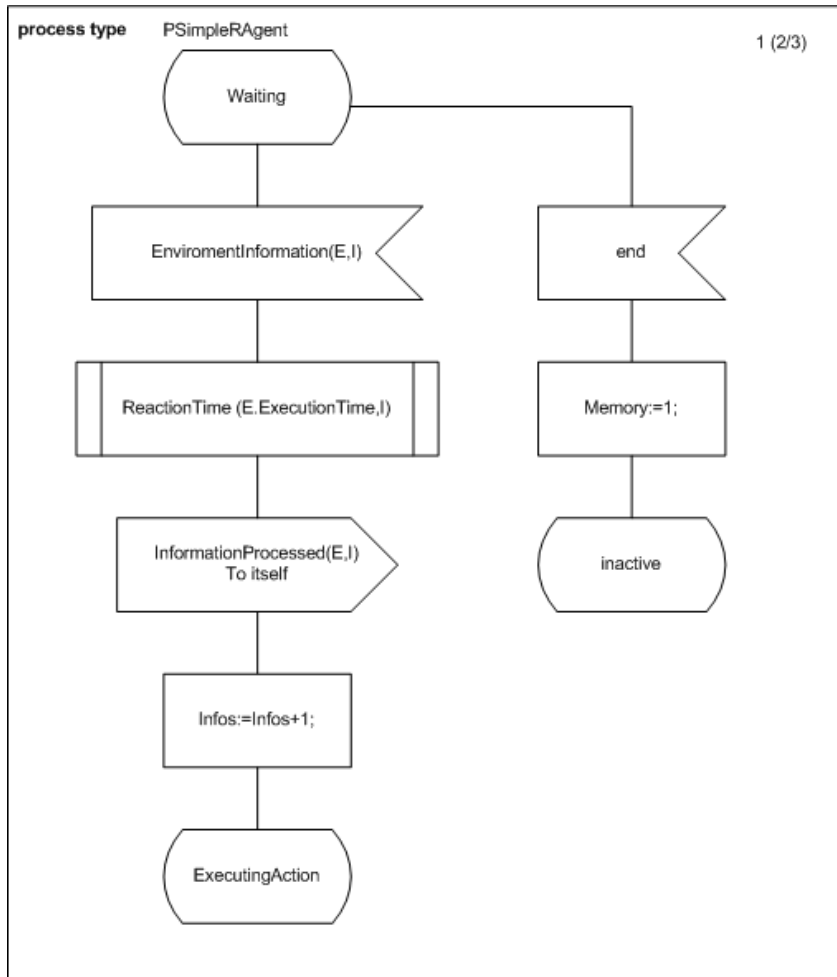 process type PSimpleRAgent
1 (2/3)
Waiting
EnviromentInformation(E,I)
end
ReactionTime (E.ExecutionTime,I)
Memory:=1;
InformationProcessed(E,I)
To itself
inactive
Infos:=Infos+1;
ExecutingAction